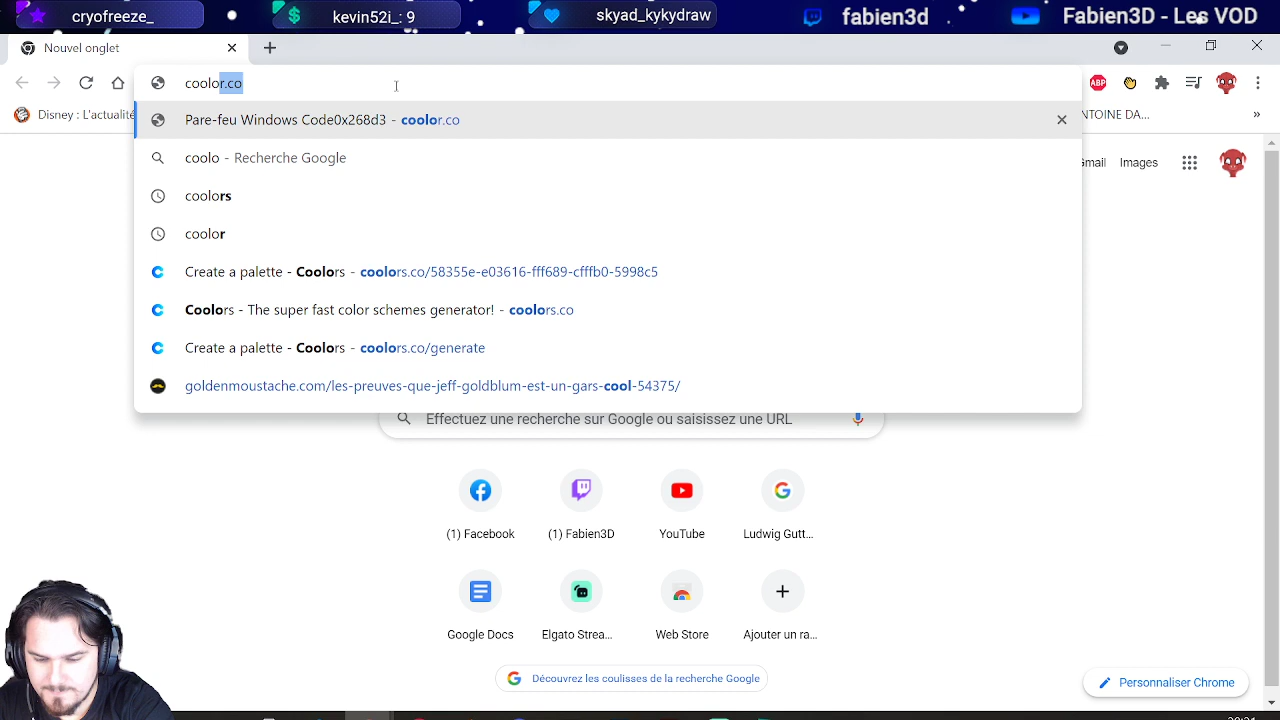 cryofreeze_
kevin52i_: 9
skyad_kykydraw
fabien3d
Fabien3D - Les VOD
Nouvel onglet
coolor.co
Disney : L'actualité
NTOINE DA...
»
Pare-feu Windows Code0x268d3 - coolor.co
coolo - Recherche Google
coolors
color
Create a palette - Coolors - coolors.co/58355e-e03616-fff689-cfffb0-5998c5
Coolors - The super fast color schemes generator! - coolors.co
Create a palette - Coolors - coolors.co/generate
goldenmoustache.com/les-preuves-que-jeff-goldblum-est-un-gars-cool-54375/
Gmail
Images
Effectuez une recherche sur Google ou saisissez une URL
(1) Facebook
(1) Fabien3D
YouTube
Ludwig Gutt...
Google Docs
Elgato Strea...
Web Store
Ajouter un ra...
Découvrez les coulisses de la recherche Google
Personnaliser Chrome
ABP